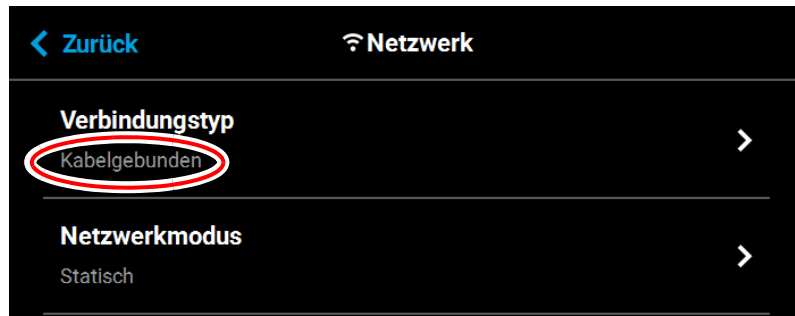 Zurück
Netzwerk
Verbindungstyp
Kabelgebunden
Netzwerkmodus
Statisch